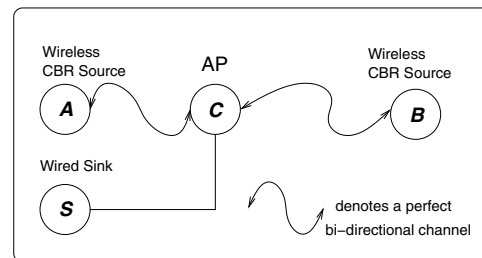 Wireless
CBR Source
AP
Wireless
CBR Source
A
C
B
Wired Sink
S
denotes a perfect
bi-directional channel